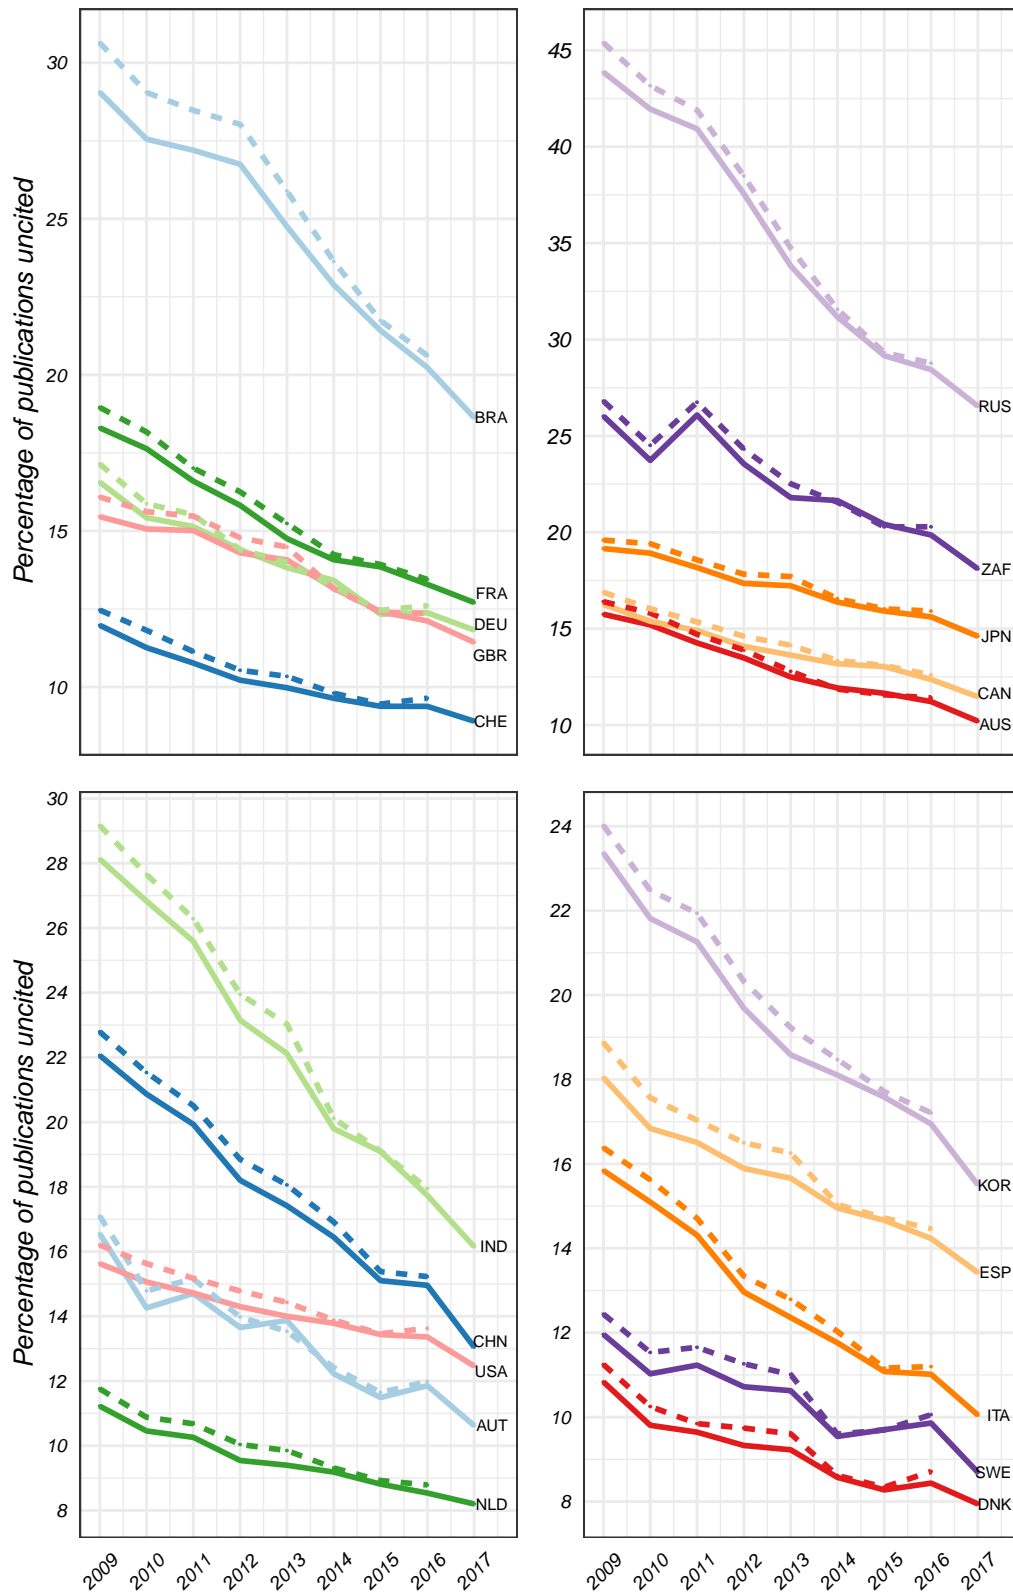 Percentage of publications uncited
30
25
20
15
10
BRA
FRA
DEU
GBR
CHE
45
40
35
30
25
20
15
10
RUS
ZAF
JPN
CAN
AUS
Percentage of publications uncited
30
28
26
24
22
20
18
16
14
12
10
8
IND
CHN
USA
AUT
NLD
2009 2010 2011 2012 2013 2014 2015 2016 2017
24
22
20
18
16
14
12
10
8
KOR
ESP
ITA
SWE
DNK
2009 2010 2011 2012 2013 2014 2015 2016 2017